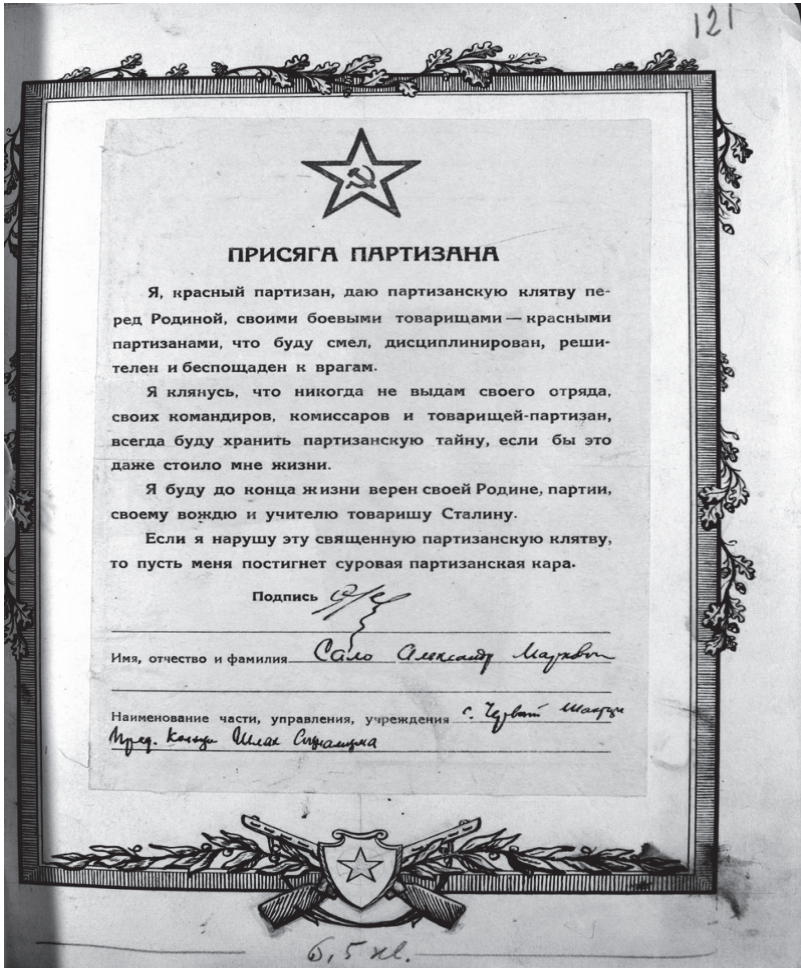 121
ПРИСЯГА ПАРТИЗАНА
Я, красный партизан, даю партизанскую клятву пе-
ред Родиной, своими боевыми товарищами — красными
партизанами, что буду смел, дисциплинирован, реши-
телен и беспощаден к врагам.
Я клянусь, что никогда не выдам своего отряда,
своих командиров, комиссаров и товарищей-партизан,
всегда буду хранить партизанскую тайну, если бы это
даже стоило мне жизни.
Я буду до конца жизни верен своей Родине, партии,
своему вождю и учителю товарищу Сталину.
Если я нарушу эту священную партизанскую клятву,
то пусть меня постигнет суровая партизанская кара.
Подпись
Имя, отчество и фамилия Сало Александр Маркович
Наименование части, управления, учреждения с.
Пред. Шлях